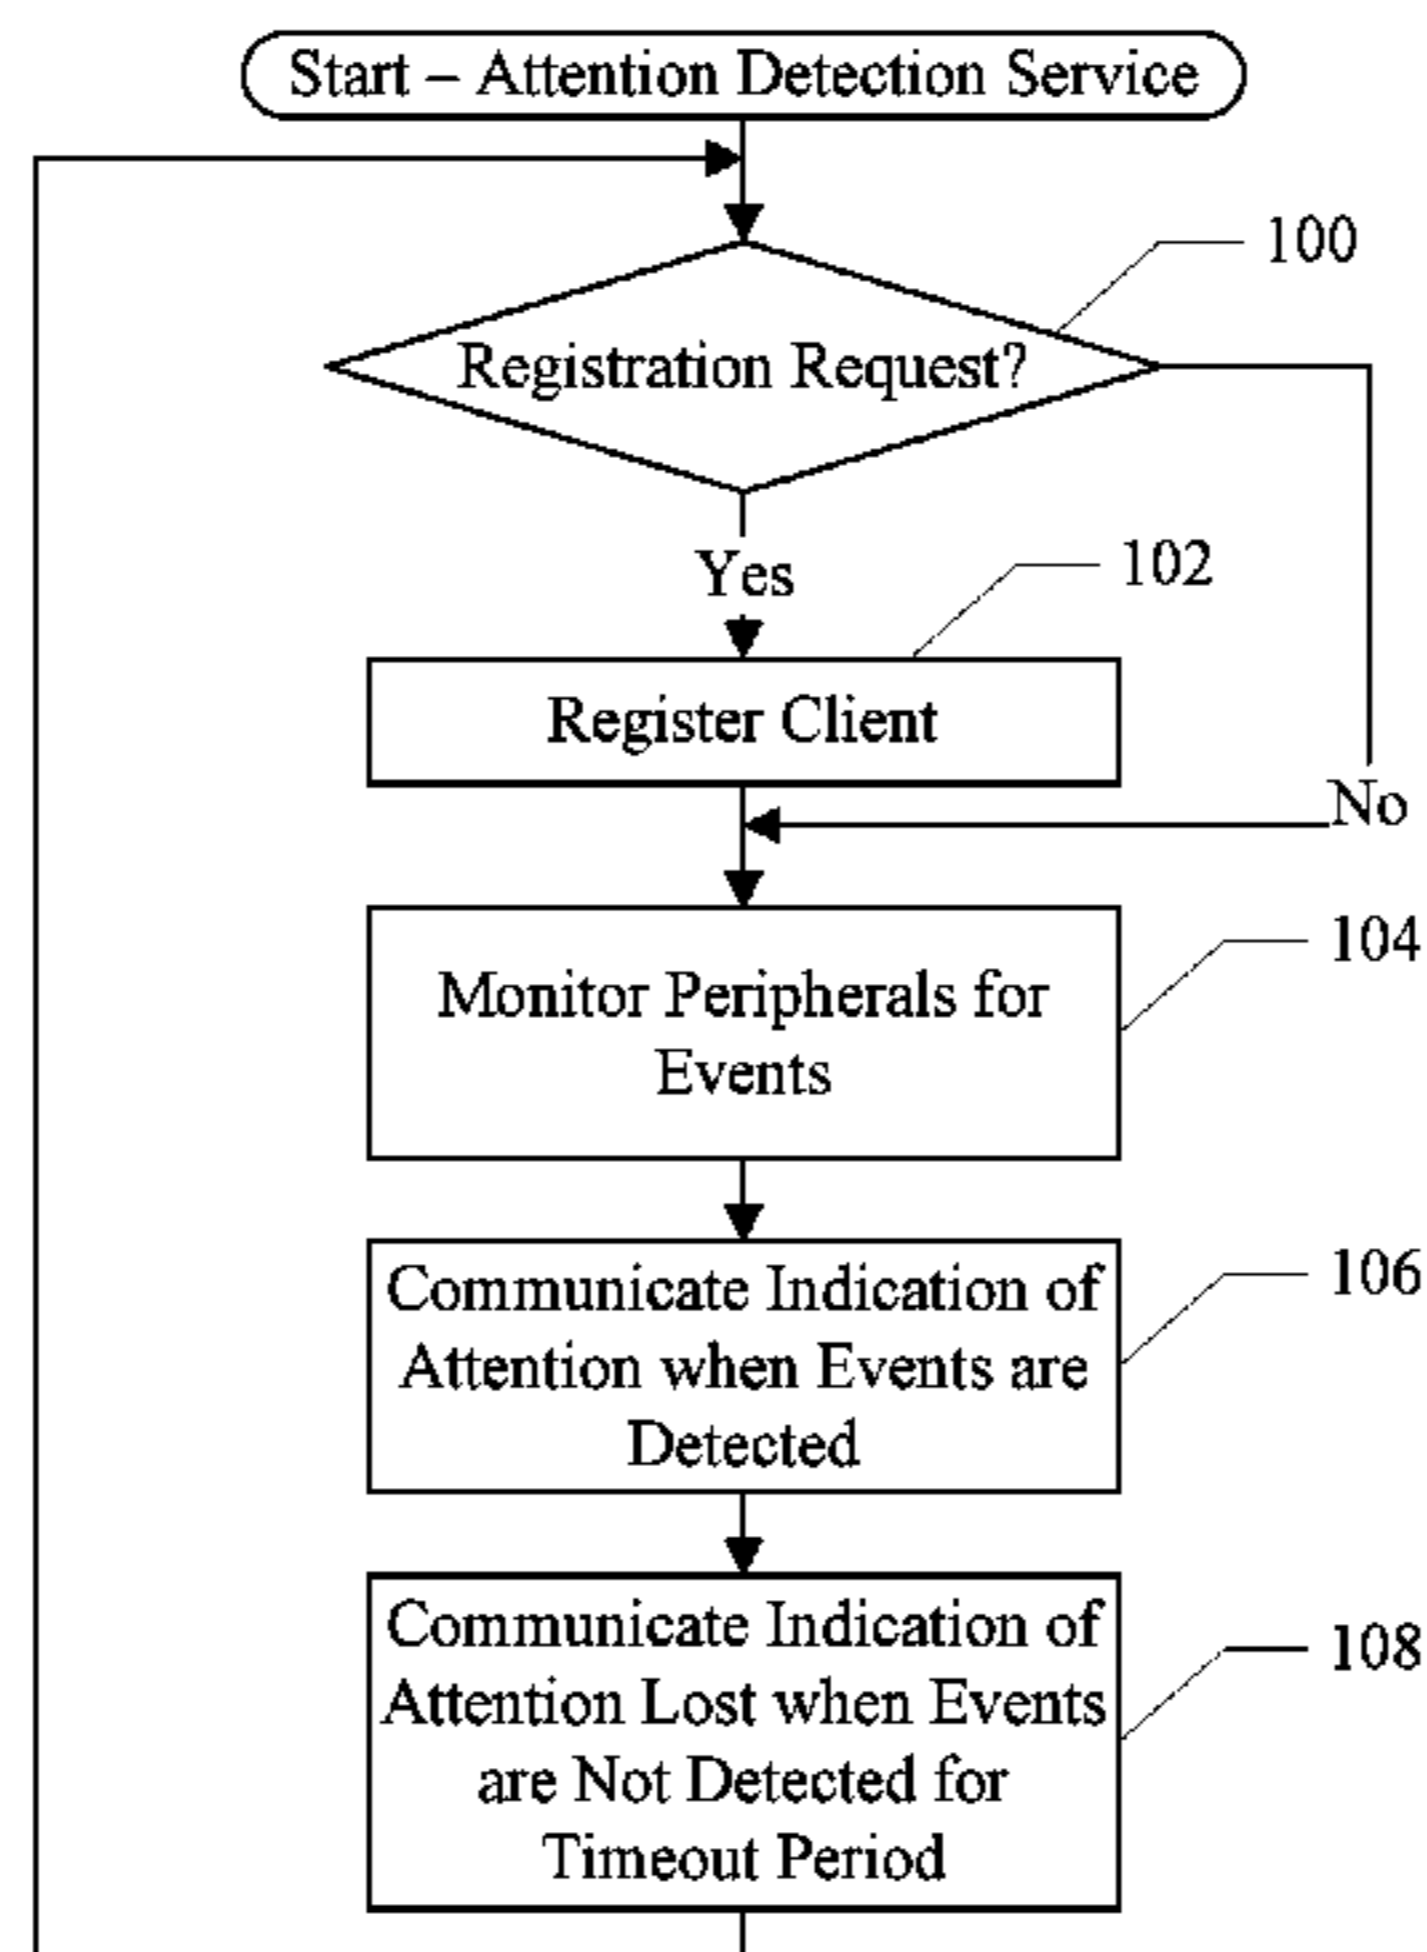 Start – Attention Detection Service
100
Registration Request?
Yes
102
Register Client
No
104
Monitor Peripherals for
Events
106
Communicate Indication of
Attention when Events are
Detected
108
Communicate Indication of
Attention Lost when Events
are Not Detected for
Timeout Period